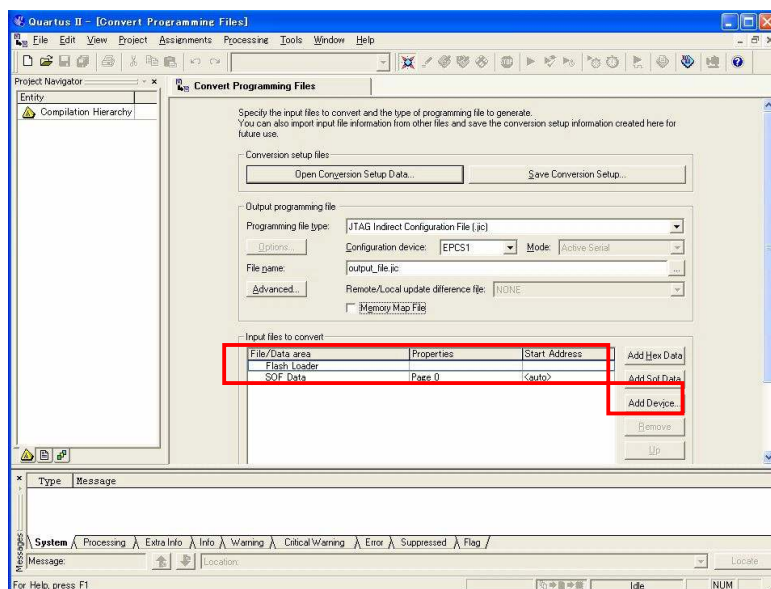 Quartus II - [Convert Programming Files]
File Edit View Project Assignments Processing Tools Window Help
Project Navigator
Entity
Compilation Hierarchy
Convert Programming Files
Specify the input files to convert and the type of programming file to generate.
You can also import input file information from other files and save the conversion setup information created here for
future use.
Conversion setup files
Open Conversion Setup Data...
Save Conversion Setup...
Output programming file
Programming file type: JTAG Indirect Configuration File (.jic)
Options... Configuration device: EPCS1 Mode: Active Serial
File name: output_file.jic ...
Advanced... Remote/Local update difference file: NONE
Memory Map File
Input files to convert
File/Data area Properties Start Address
Flash Loader
SOF Data Page 0 <auto>
Add Hex Data
Add Sof Data
Add Device...
Remove
Up
Type Message
System Processing Extra Info Info Warning Critical Warning Error Suppressed Flag
Messages
Message: Location: Locate
For Help, press F1 Idle NUM